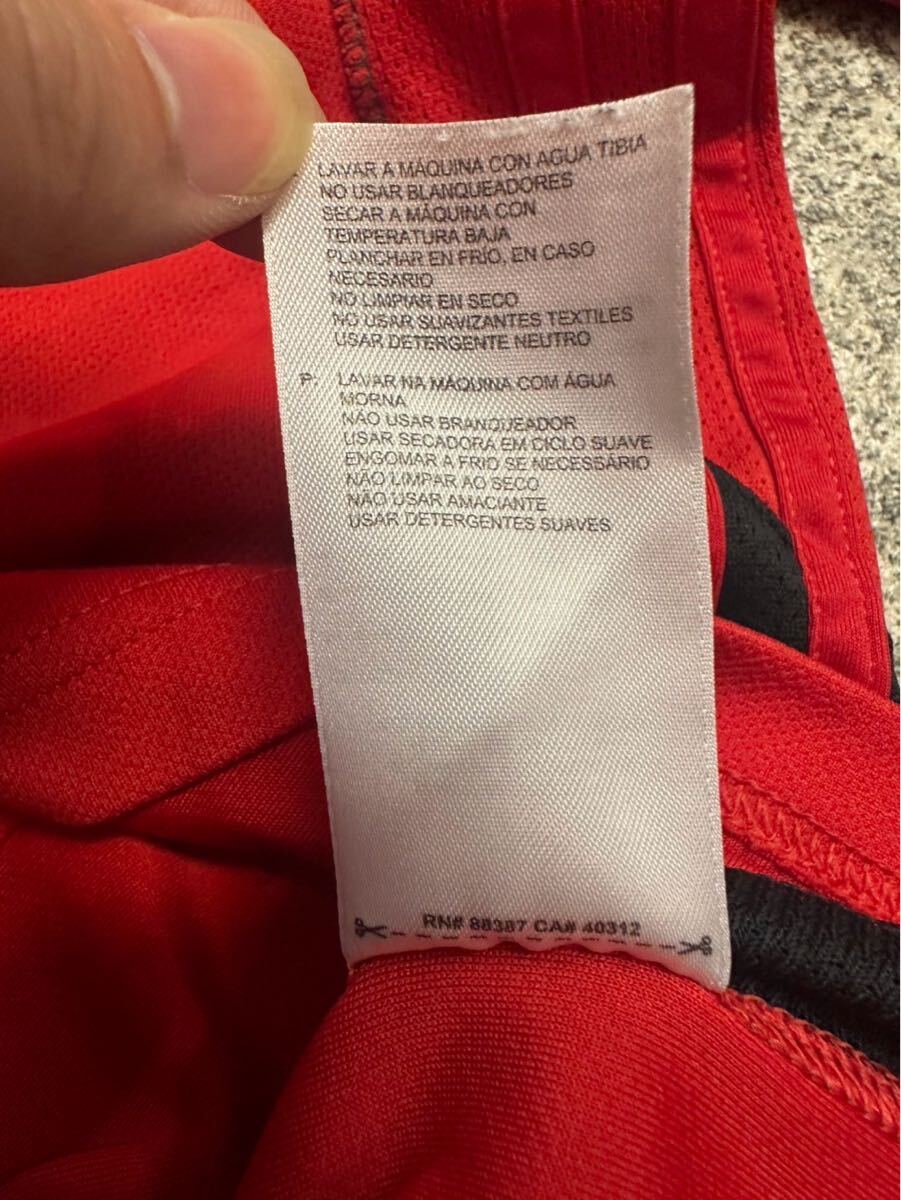 LAVAR A MÁQUINA CON AGUA TIBIA
NO USAR BLANQUEADORES
SECAR A MÁQUINA CON
TEMPERATURA BAJA
PLANCHAR EN FRÍO, EN CASO
NECESARIO
NO LIMPIAR EN SECO
NO USAR SUAVIZANTES TEXTILES
USAR DETERGENTE NEUTRO
P: LAVAR NA MÁQUINA COM ÁGUA
MORNA
NÃO USAR BRANQUEADOR
USAR SECADORA EM CICLO SUAVE
ENGOMAR A FRIO SE NECESSÁRIO
NÃO LIMPAR AO SECO
NÃO USAR AMACIANTE
USAR DETERGENTES SUAVES
RN# 88387 CA# 40312